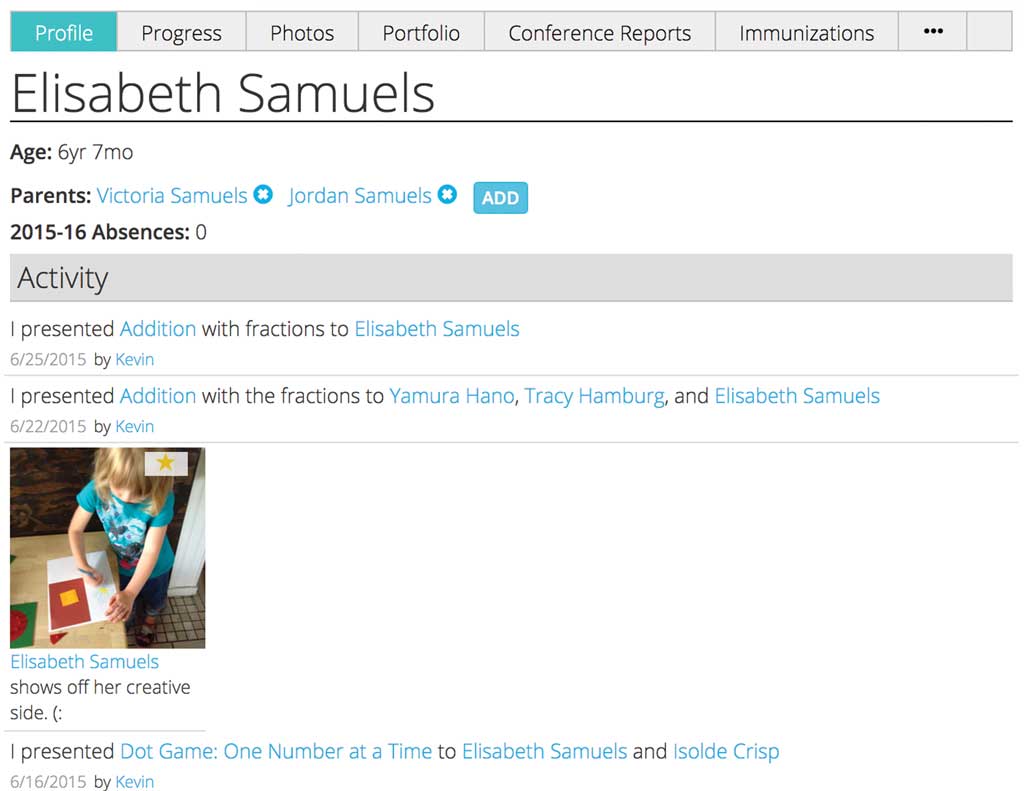 Profile Progress Photos Portfolio Conference Reports Immunizations •••
Elisabeth Samuels
Age: 6yr 7mo
Parents: Victoria Samuels Jordan Samuels ADD
2015-16 Absences: 0
Activity
I presented Addition with fractions to Elisabeth Samuels
6/25/2015 by Kevin
I presented Addition with the fractions to Yamura Hano, Tracy Hamburg, and Elisabeth Samuels
6/22/2015 by Kevin
Elisabeth Samuels
shows off her creative
side. (:
I presented Dot Game: One Number at a Time to Elisabeth Samuels and Isolde Crisp
6/16/2015 by Kevin